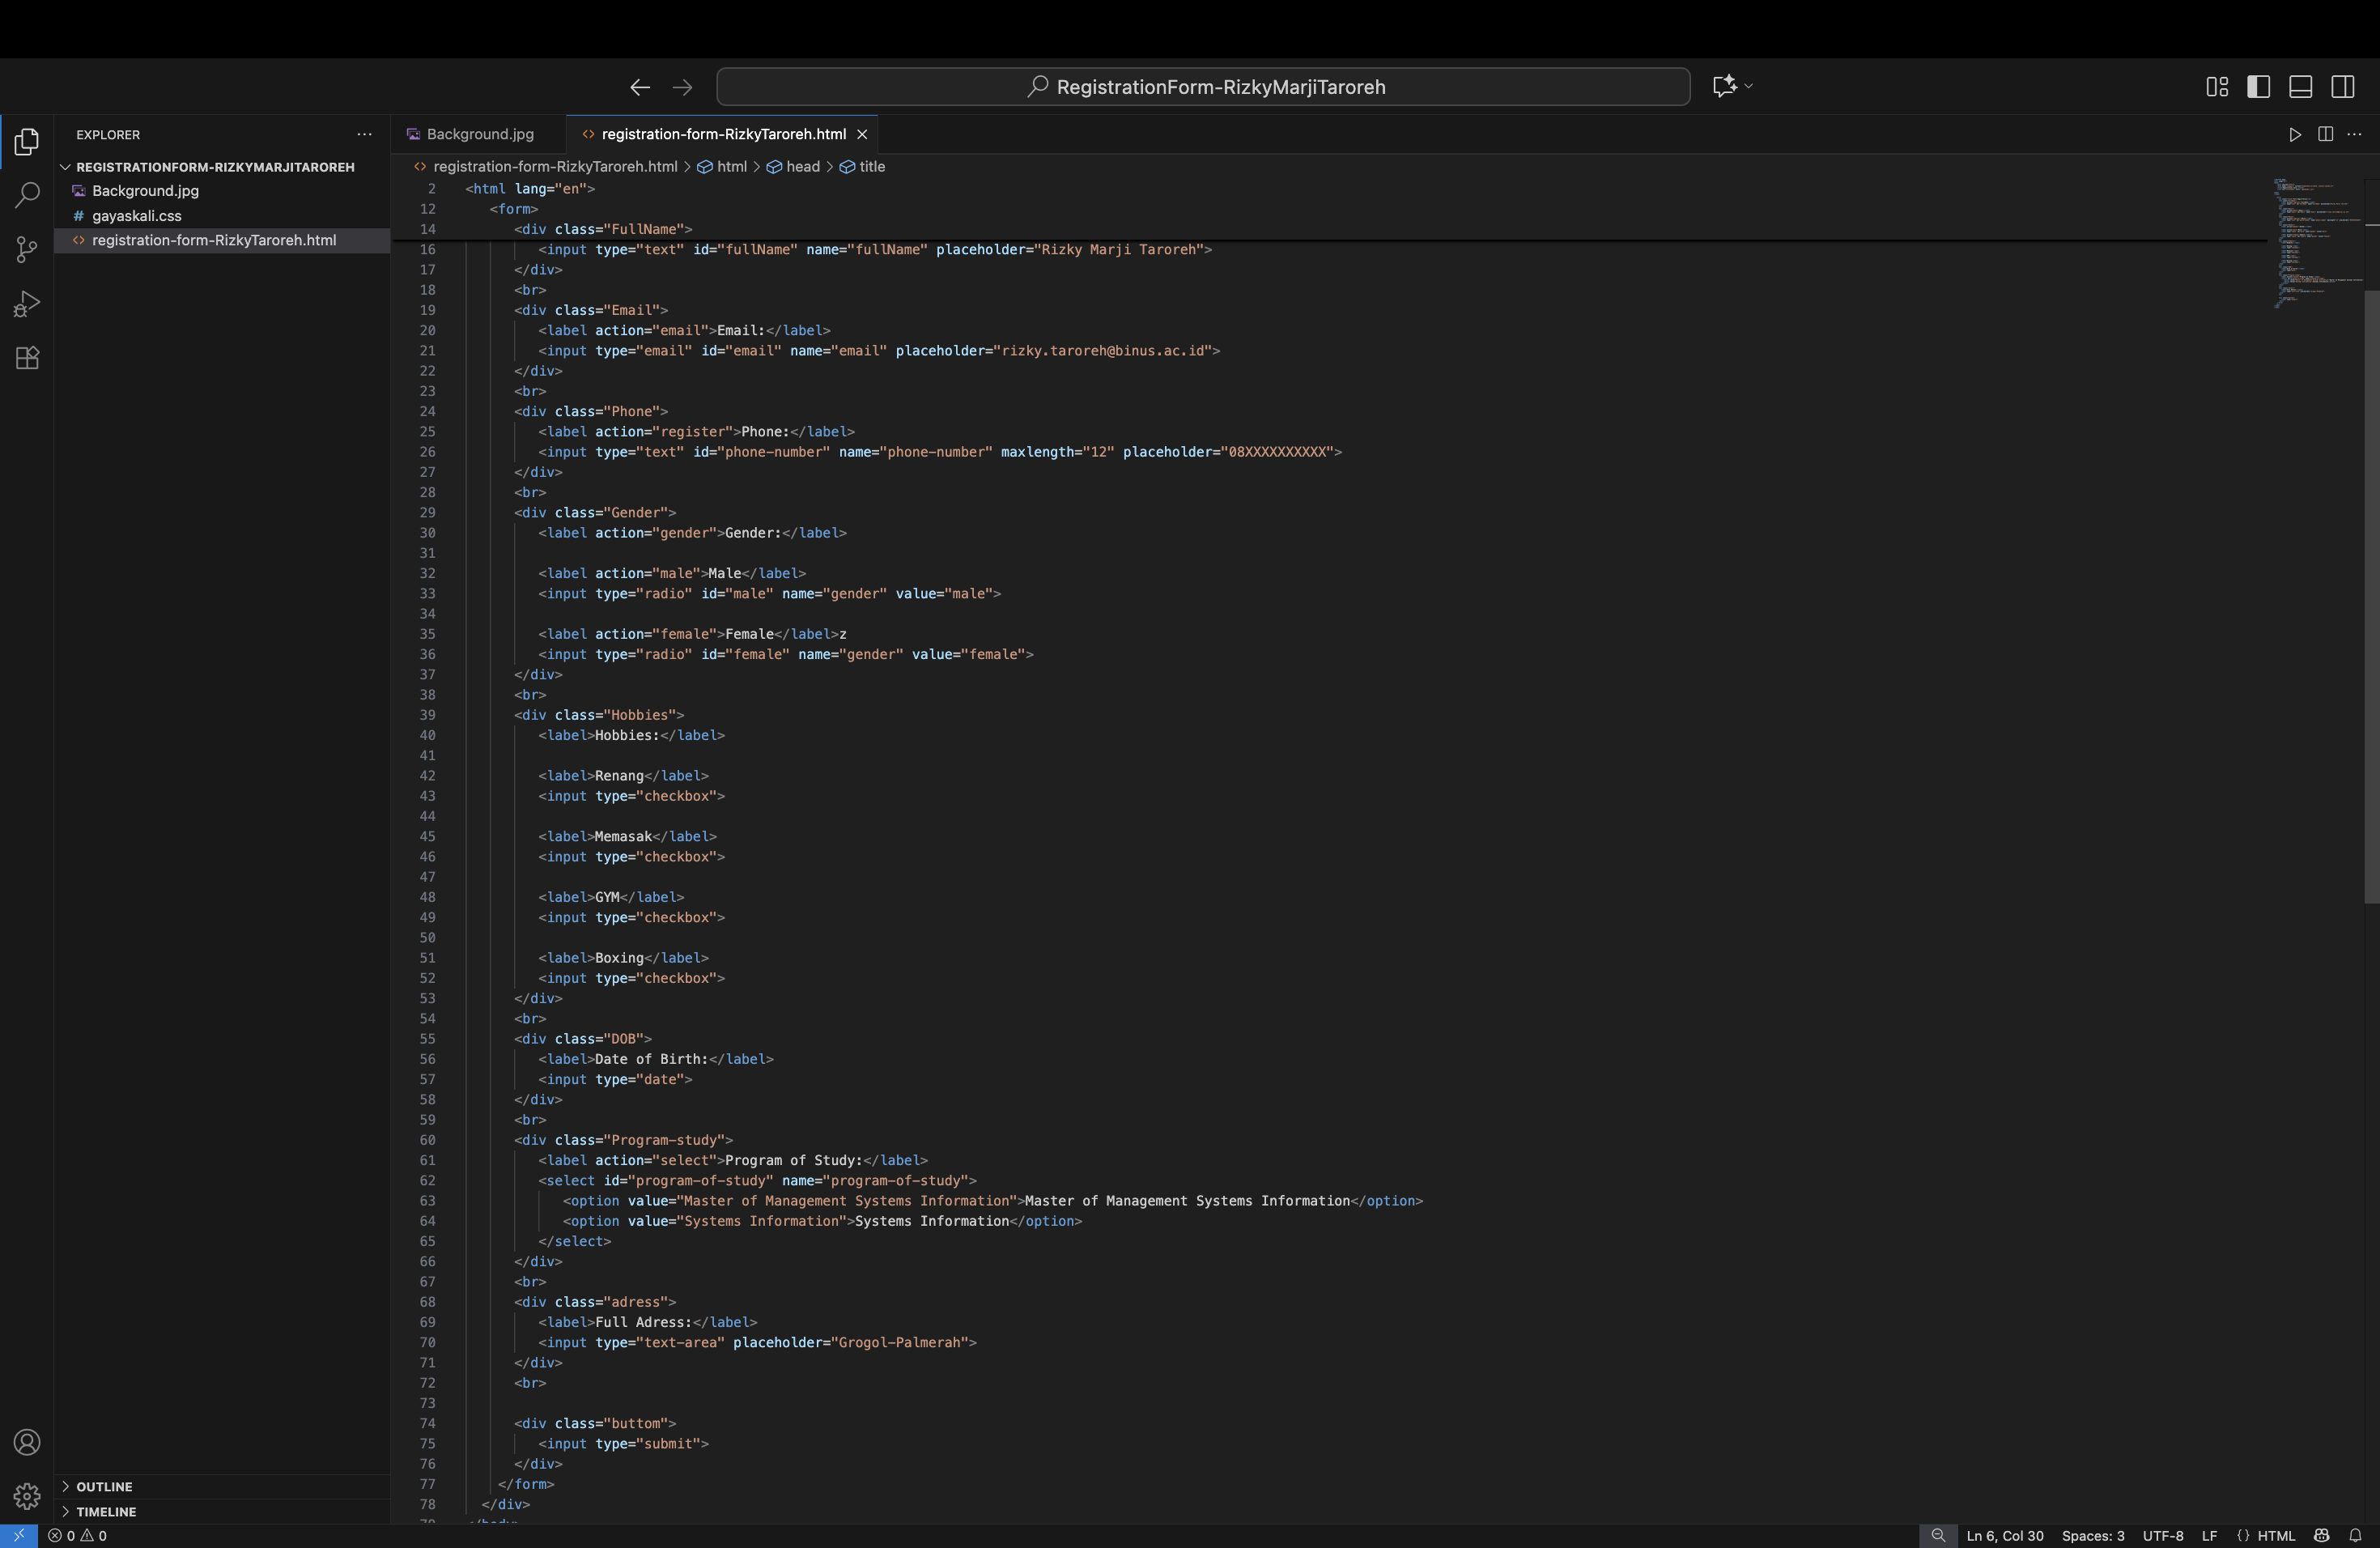 RegistrationForm-RizkyMarjiTaroreh
EXPLORER
REGISTRATIONFORM-RIZKYMARJITAROREH
Background.jpg
# gayaskali.css
<> registration-form-RizkyTaroreh.html
OUTLINE
TIMELINE
Background.jpg
<> registration-form-RizkyTaroreh.html
<> registration-form-RizkyTaroreh.html > html > head > title
2 <html lang="en">
12 <form>
14 <div class="FullName">
16 <input type="text" id="fullName" name="fullName" placeholder="Rizky Marji Taroreh">
17 </div>
18 <br>
19 <div class="Email">
20 <label action="email">Email:</label>
21 <input type="email" id="email" name="email" placeholder="rizky.taroreh@binus.ac.id">
22 </div>
23 <br>
24 <div class="Phone">
25 <label action="register">Phone:</label>
26 <input type="text" id="phone-number" name="phone-number" maxlength="12" placeholder="08XXXXXXXXXX">
27 </div>
28 <br>
29 <div class="Gender">
30 <label action="gender">Gender:</label>
31
32 <label action="male">Male</label>
33 <input type="radio" id="male" name="gender" value="male">
34
35 <label action="female">Female</label>z
36 <input type="radio" id="female" name="gender" value="female">
37 </div>
38 <br>
39 <div class="Hobbies">
40 <label>Hobbies:</label>
41
42 <label>Renang</label>
43 <input type="checkbox">
44
45 <label>Memasak</label>
46 <input type="checkbox">
47
48 <label>GYM</label>
49 <input type="checkbox">
50
51 <label>Boxing</label>
52 <input type="checkbox">
53 </div>
54 <br>
55 <div class="DOB">
56 <label>Date of Birth:</label>
57 <input type="date">
58 </div>
59 <br>
60 <div class="Program-study">
61 <label action="select">Program of Study:</label>
62 <select id="program-of-study" name="program-of-study">
63 <option value="Master of Management Systems Information">Master of Management Systems Information</option>
64 <option value="Systems Information">Systems Information</option>
65 </select>
66 </div>
67 <br>
68 <div class="adress">
69 <label>Full Adress:</label>
70 <input type="text-area" placeholder="Grogol-Palmerah">
71 </div>
72 <br>
73
74 <div class="buttom">
75 <input type="submit">
76 </div>
77 </form>
78 </div>
0 0
Ln 6, Col 30 Spaces: 3 UTF-8 LF {} HTML